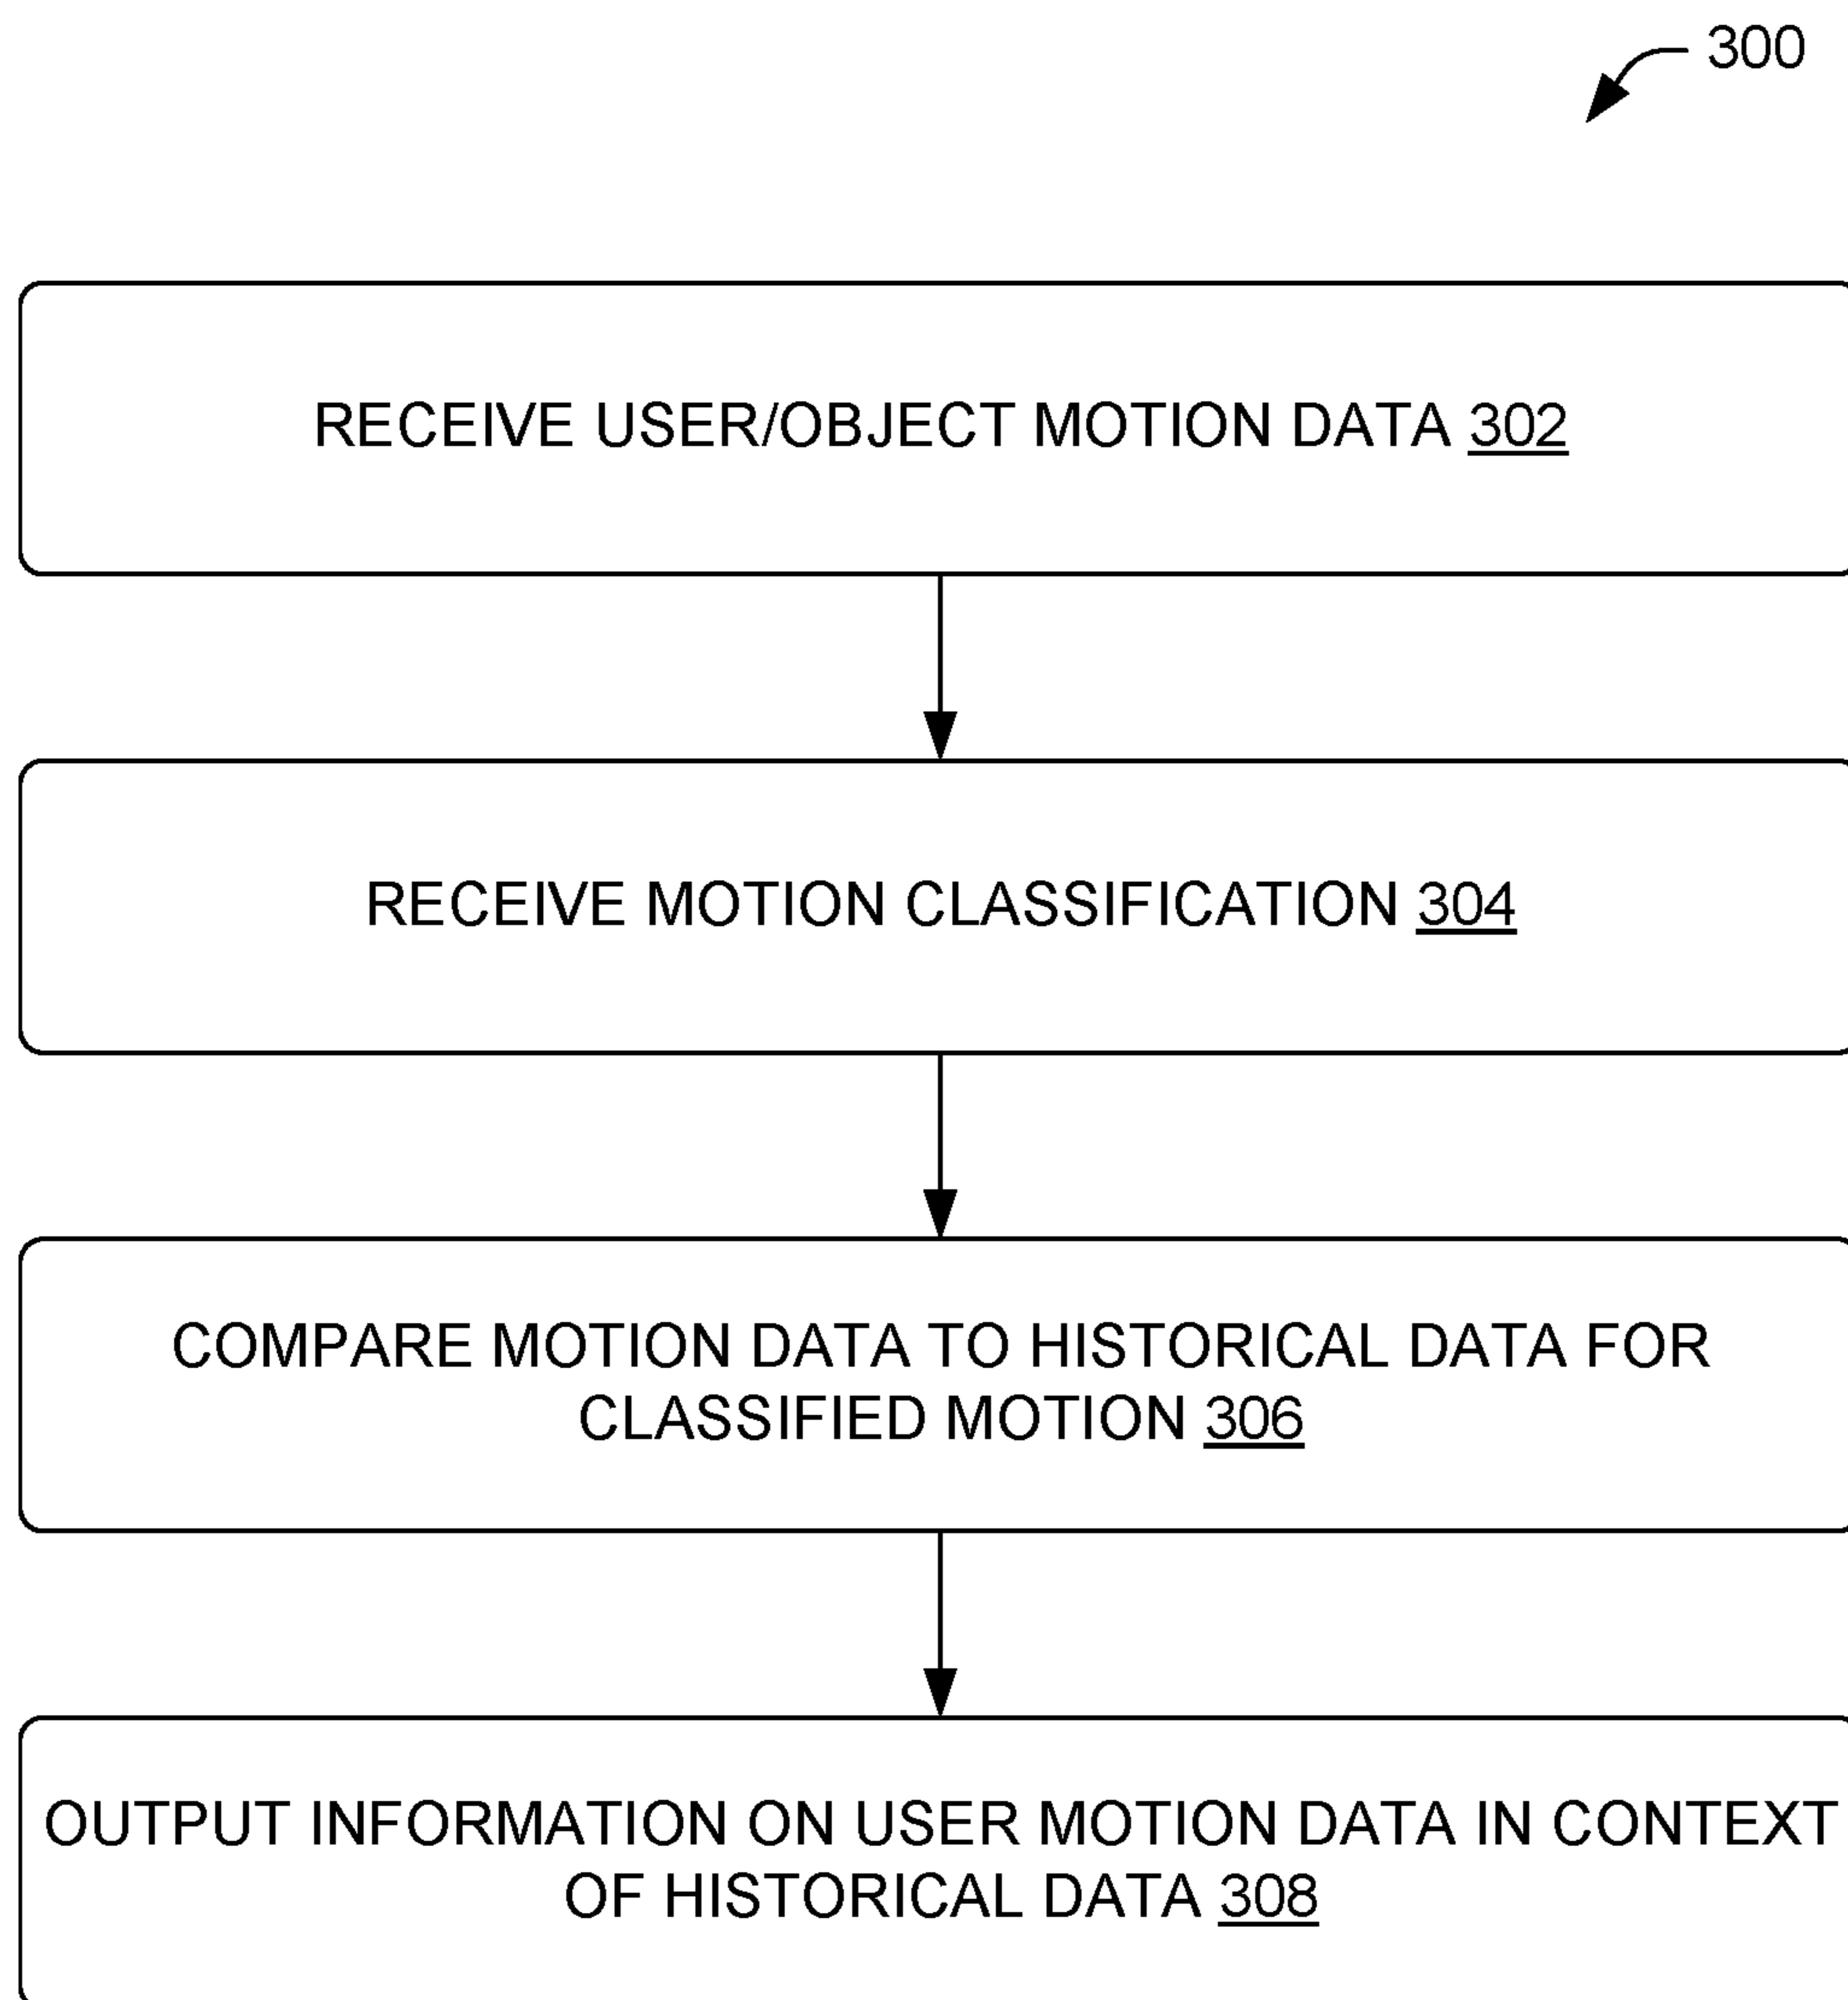 300
RECEIVE USER/OBJECT MOTION DATA 302
RECEIVE MOTION CLASSIFICATION 304
COMPARE MOTION DATA TO HISTORICAL DATA FOR
CLASSIFIED MOTION 306
OUTPUT INFORMATION ON USER MOTION DATA IN CONTEXT
OF HISTORICAL DATA 308